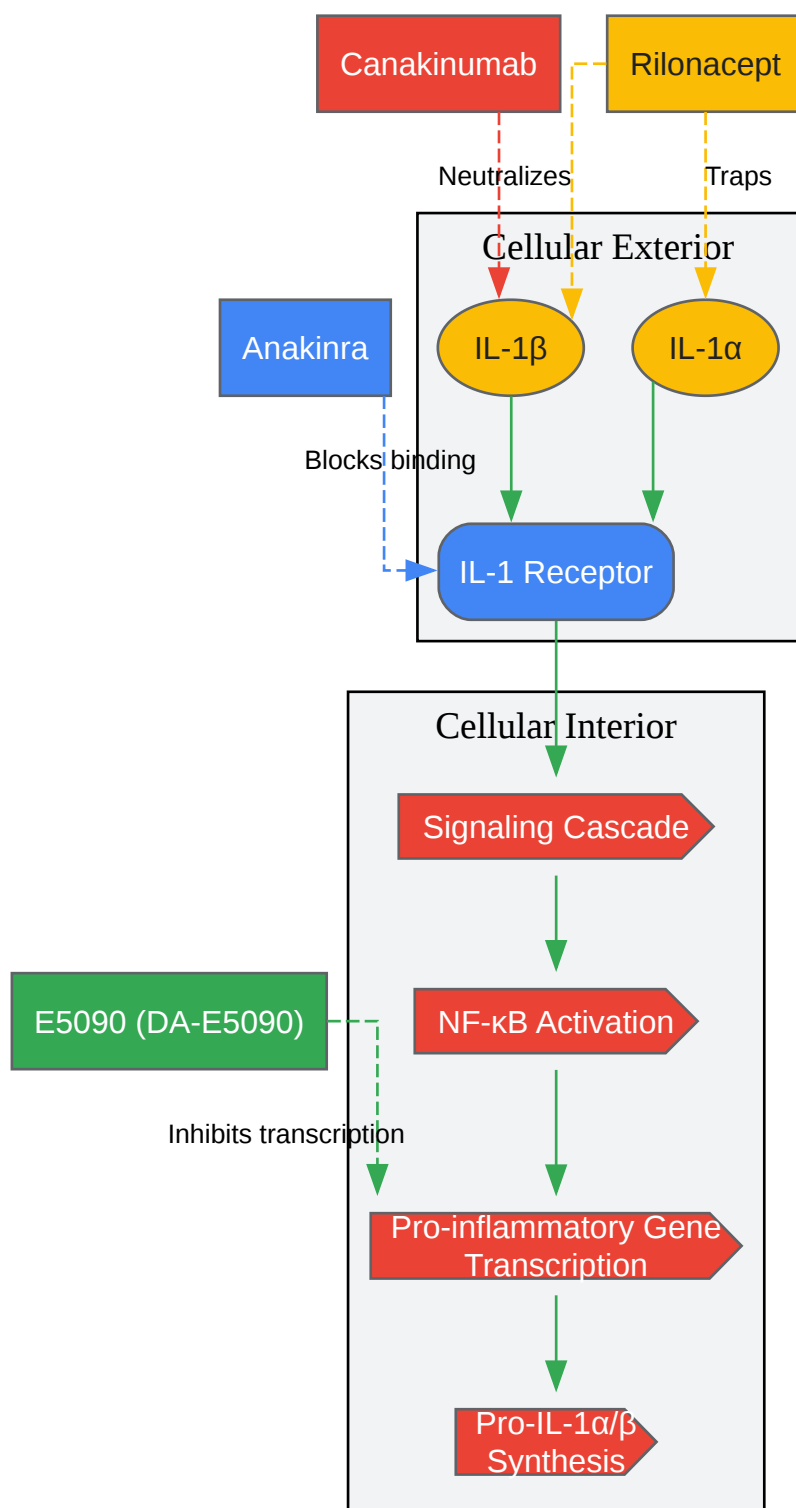 Canakinumab
Rilonacept
Neutralizes
Traps
Cellular Exterior
Anakinra
IL-1β
IL-1α
Blocks binding
IL-1 Receptor
Cellular Interior
Signaling Cascade
E5090 (DA-E5090)
NF-κB Activation
Inhibits transcription
Pro-inflammatory Gene
Transcription
Pro-IL-1α/β
Synthesis